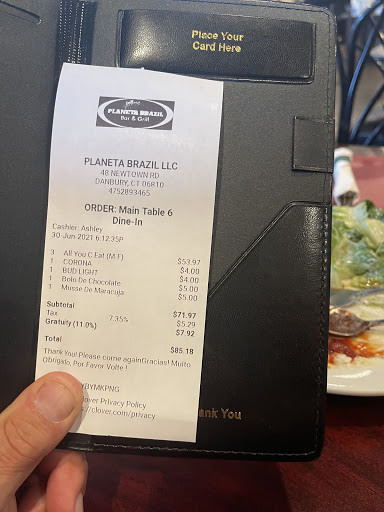 Place Your
Card Here
PLANETA BRAZIL
Bar & Grill
PLANETA BRAZIL LLC
48 NEWTOWN RD
DANBURY, CT 06810
4752893465
ORDER: Main Table 6
Dine-In
Cashier: Ashley
30-Jun-2021 6:12:35P
3 All You C Eat (M.F) $53.97
1 CORONA $4.00
1 BUD LIGHT $4.00
1 Bolo De Chocolate $5.00
1 Musse De Maracuja $5.00
Subtotal $71.97
Tax 7.35% $5.29
Gratuity (11.0%) $7.92
Total $85.18
Thank You! Please come againGracias! Muito
Obrigado, Por Favor Volte !
BYMKPNG
lover Privacy Policy
//clover.com/privacy
ank You